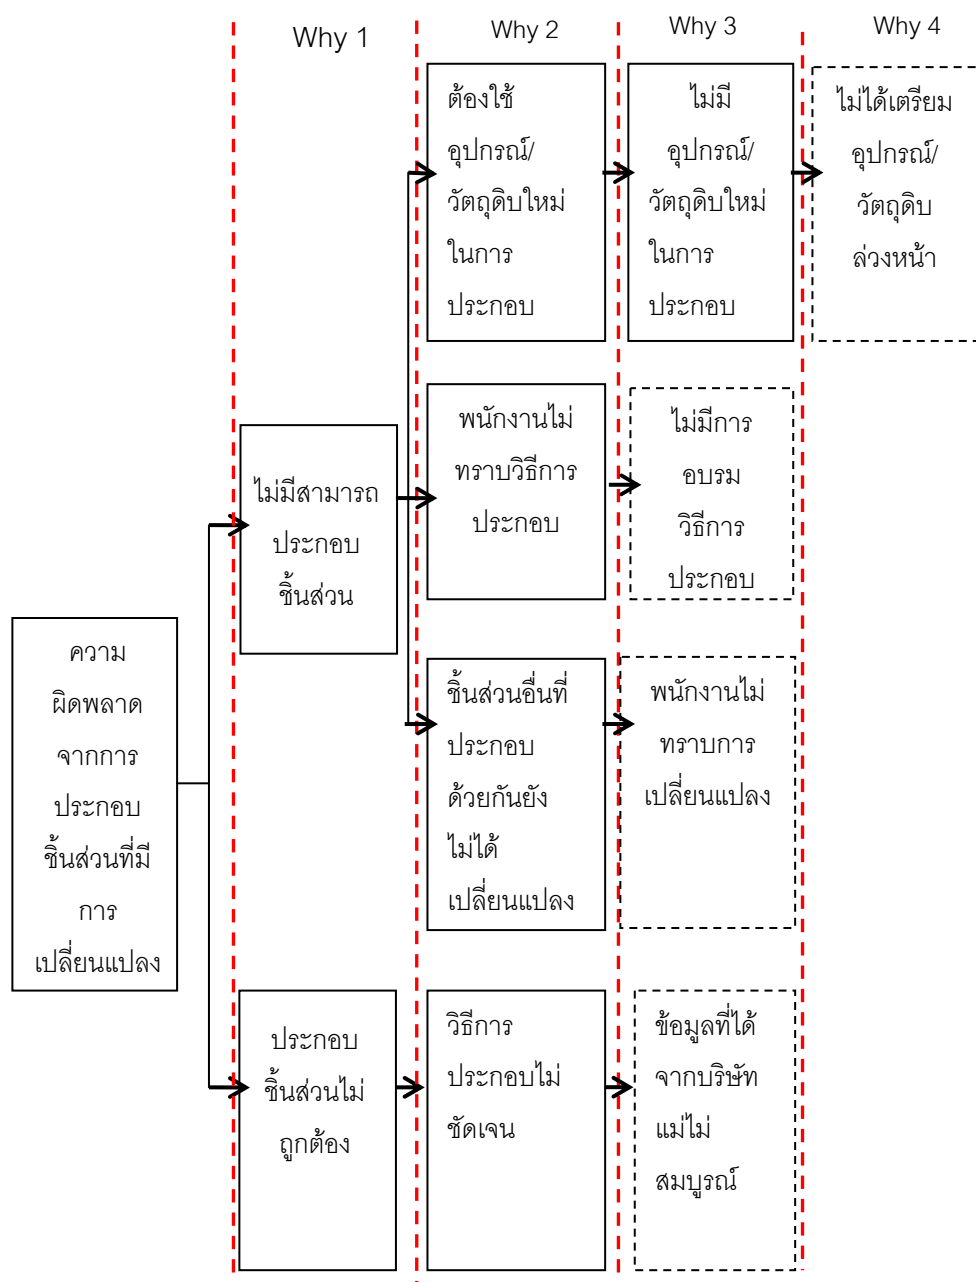 Why 1
Why 2
Why 3
Why 4
ต้องใช้
อุปกรณ์/
วัตถุดิบใหม่
ในการ
ประกอบ
ไม่มี
อุปกรณ์/
วัตถุดิบใหม่
ในการ
ประกอบ
ไม่ได้เตรียม
อุปกรณ์/
วัตถุดิบ
ล่วงหน้า
ไม่มีสามารถ
ประกอบ
ชิ้นส่วน
พนักงานไม่
ทราบวิธีการ
ประกอบ
ไม่มีการ
อบรม
วิธีการ
ประกอบ
ความ
ผิดพลาด
จากการ
ประกอบ
ชิ้นส่วนที่มี
การ
เปลี่ยนแปลง
ชิ้นส่วนอื่นที่
ประกอบ
ด้วยกันยัง
ไม่ได้
เปลี่ยนแปลง
พนักงานไม่
ทราบการ
เปลี่ยนแปลง
ประกอบ
ชิ้นส่วนไม่
ถูกต้อง
วิธีการ
ประกอบไม่
ชัดเจน
ข้อมูลที่ได้
จากบริษัท
แม่ไม่
สมบูรณ์